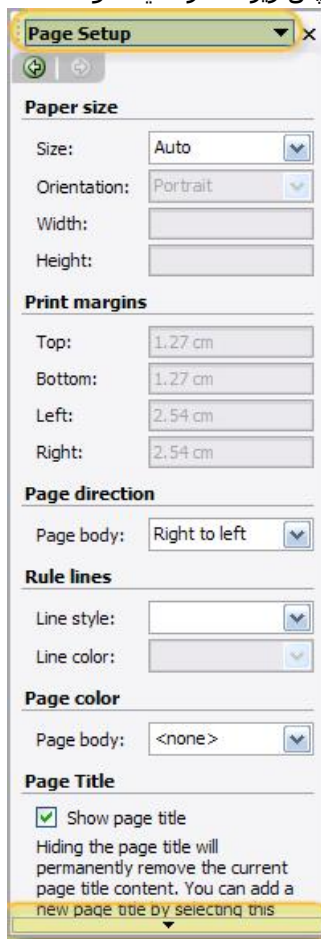 Page Setup
Paper size
Size: Auto
Orientation: Portrait
Width:
Height:
Print margins
Top: 1.27 cm
Bottom: 1.27 cm
Left: 2.54 cm
Right: 2.54 cm
Page direction
Page body: Right to left
Rule lines
Line style:
Line color:
Page color
Page body: <none>
Page Title
Show page title
Hiding the page title will
permanently remove the current
page title content. You can add a
new page title by selecting this